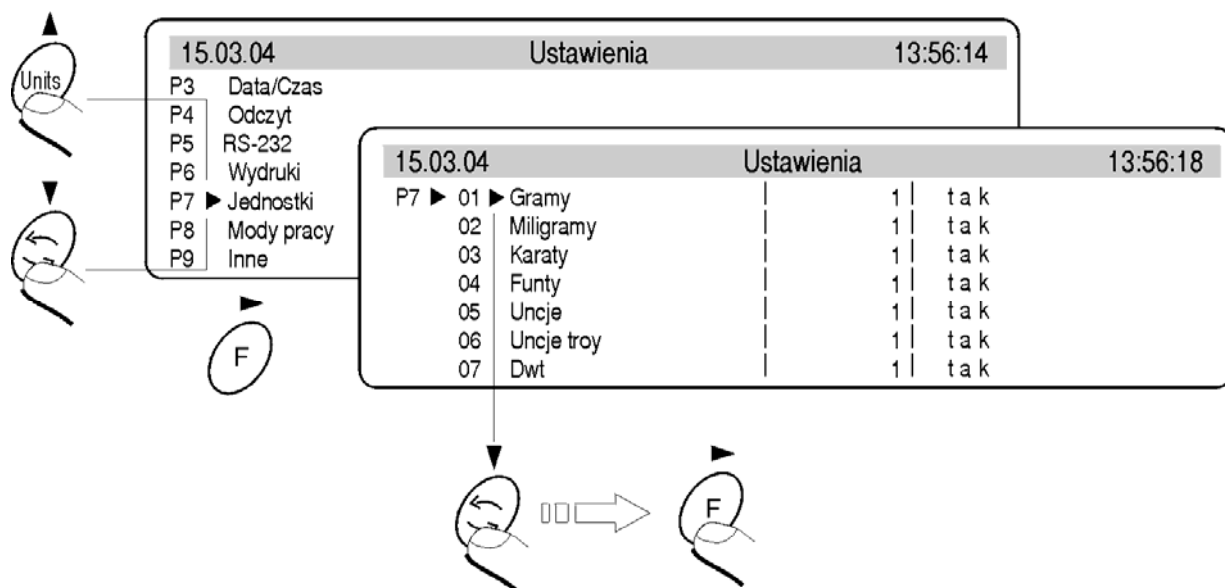 Units
15.03.04 Ustawienia 13:56:14
P3 Data/Czas
P4 Odczyt
P5 RS-232
P6 Wydruki
P7 ► Jednostki
P8 Mody pracy
P9 Inne
F
15.03.04 Ustawienia 13:56:18
P7 ► 01 ► Gramy | 1 | tak
02 Miligramy | 1 | tak
03 Karaty | 1 | tak
04 Funty | 1 | tak
05 Uncje | 1 | tak
06 Uncje troy | 1 | tak
07 Dwt | 1 | tak
F